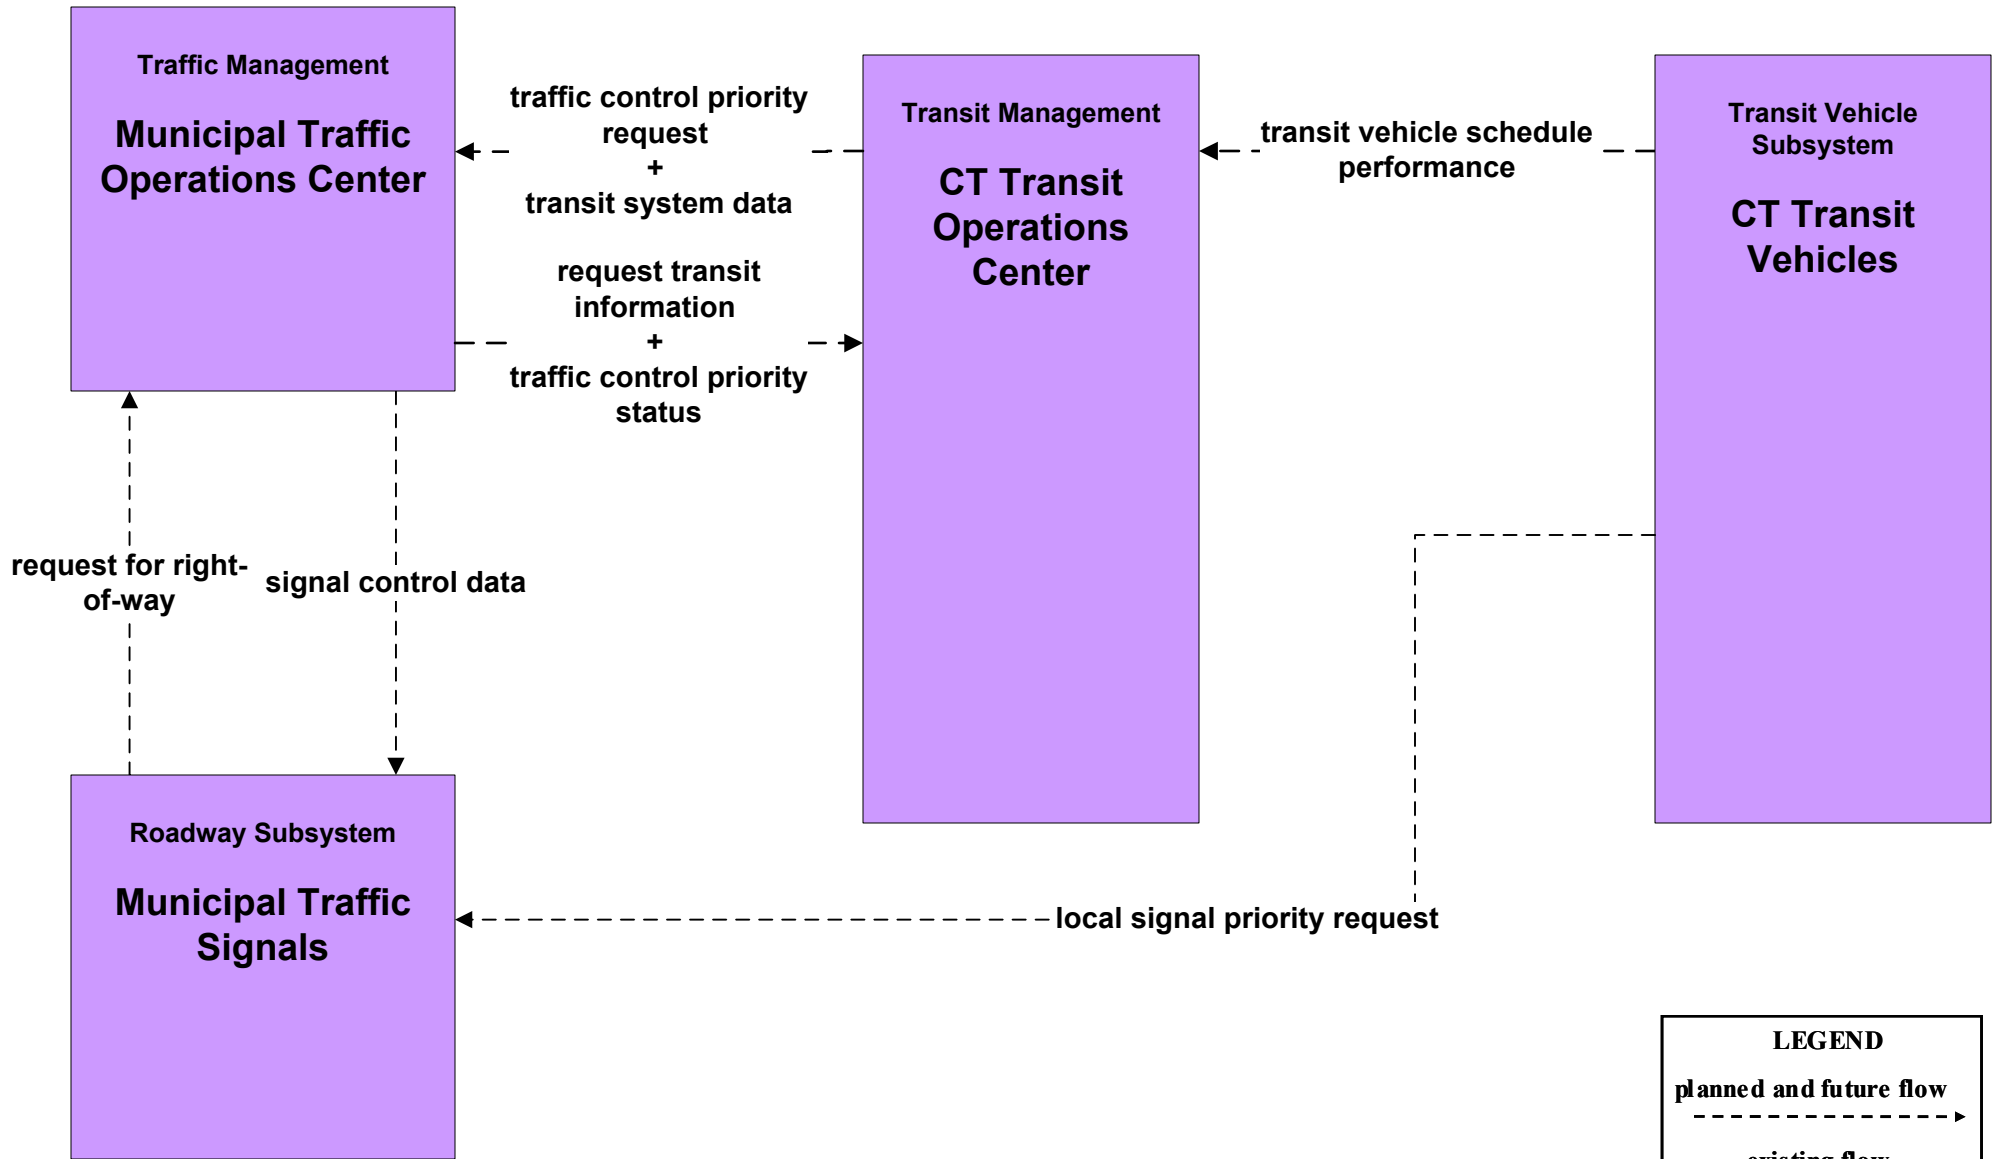 Traffic Management
Municipal Traffic
Operations Center
traffic control priority
request
+
transit system data
request transit
information
+
traffic control priority
status
Transit Management
CT Transit
Operations
Center
transit vehicle schedule
performance
Transit Vehicle
Subsystem
CT Transit
Vehicles
request for right-
of-way
signal control data
Roadway Subsystem
Municipal Traffic
Signals
local signal priority request
LEGEND
planned and future flow
existing flow